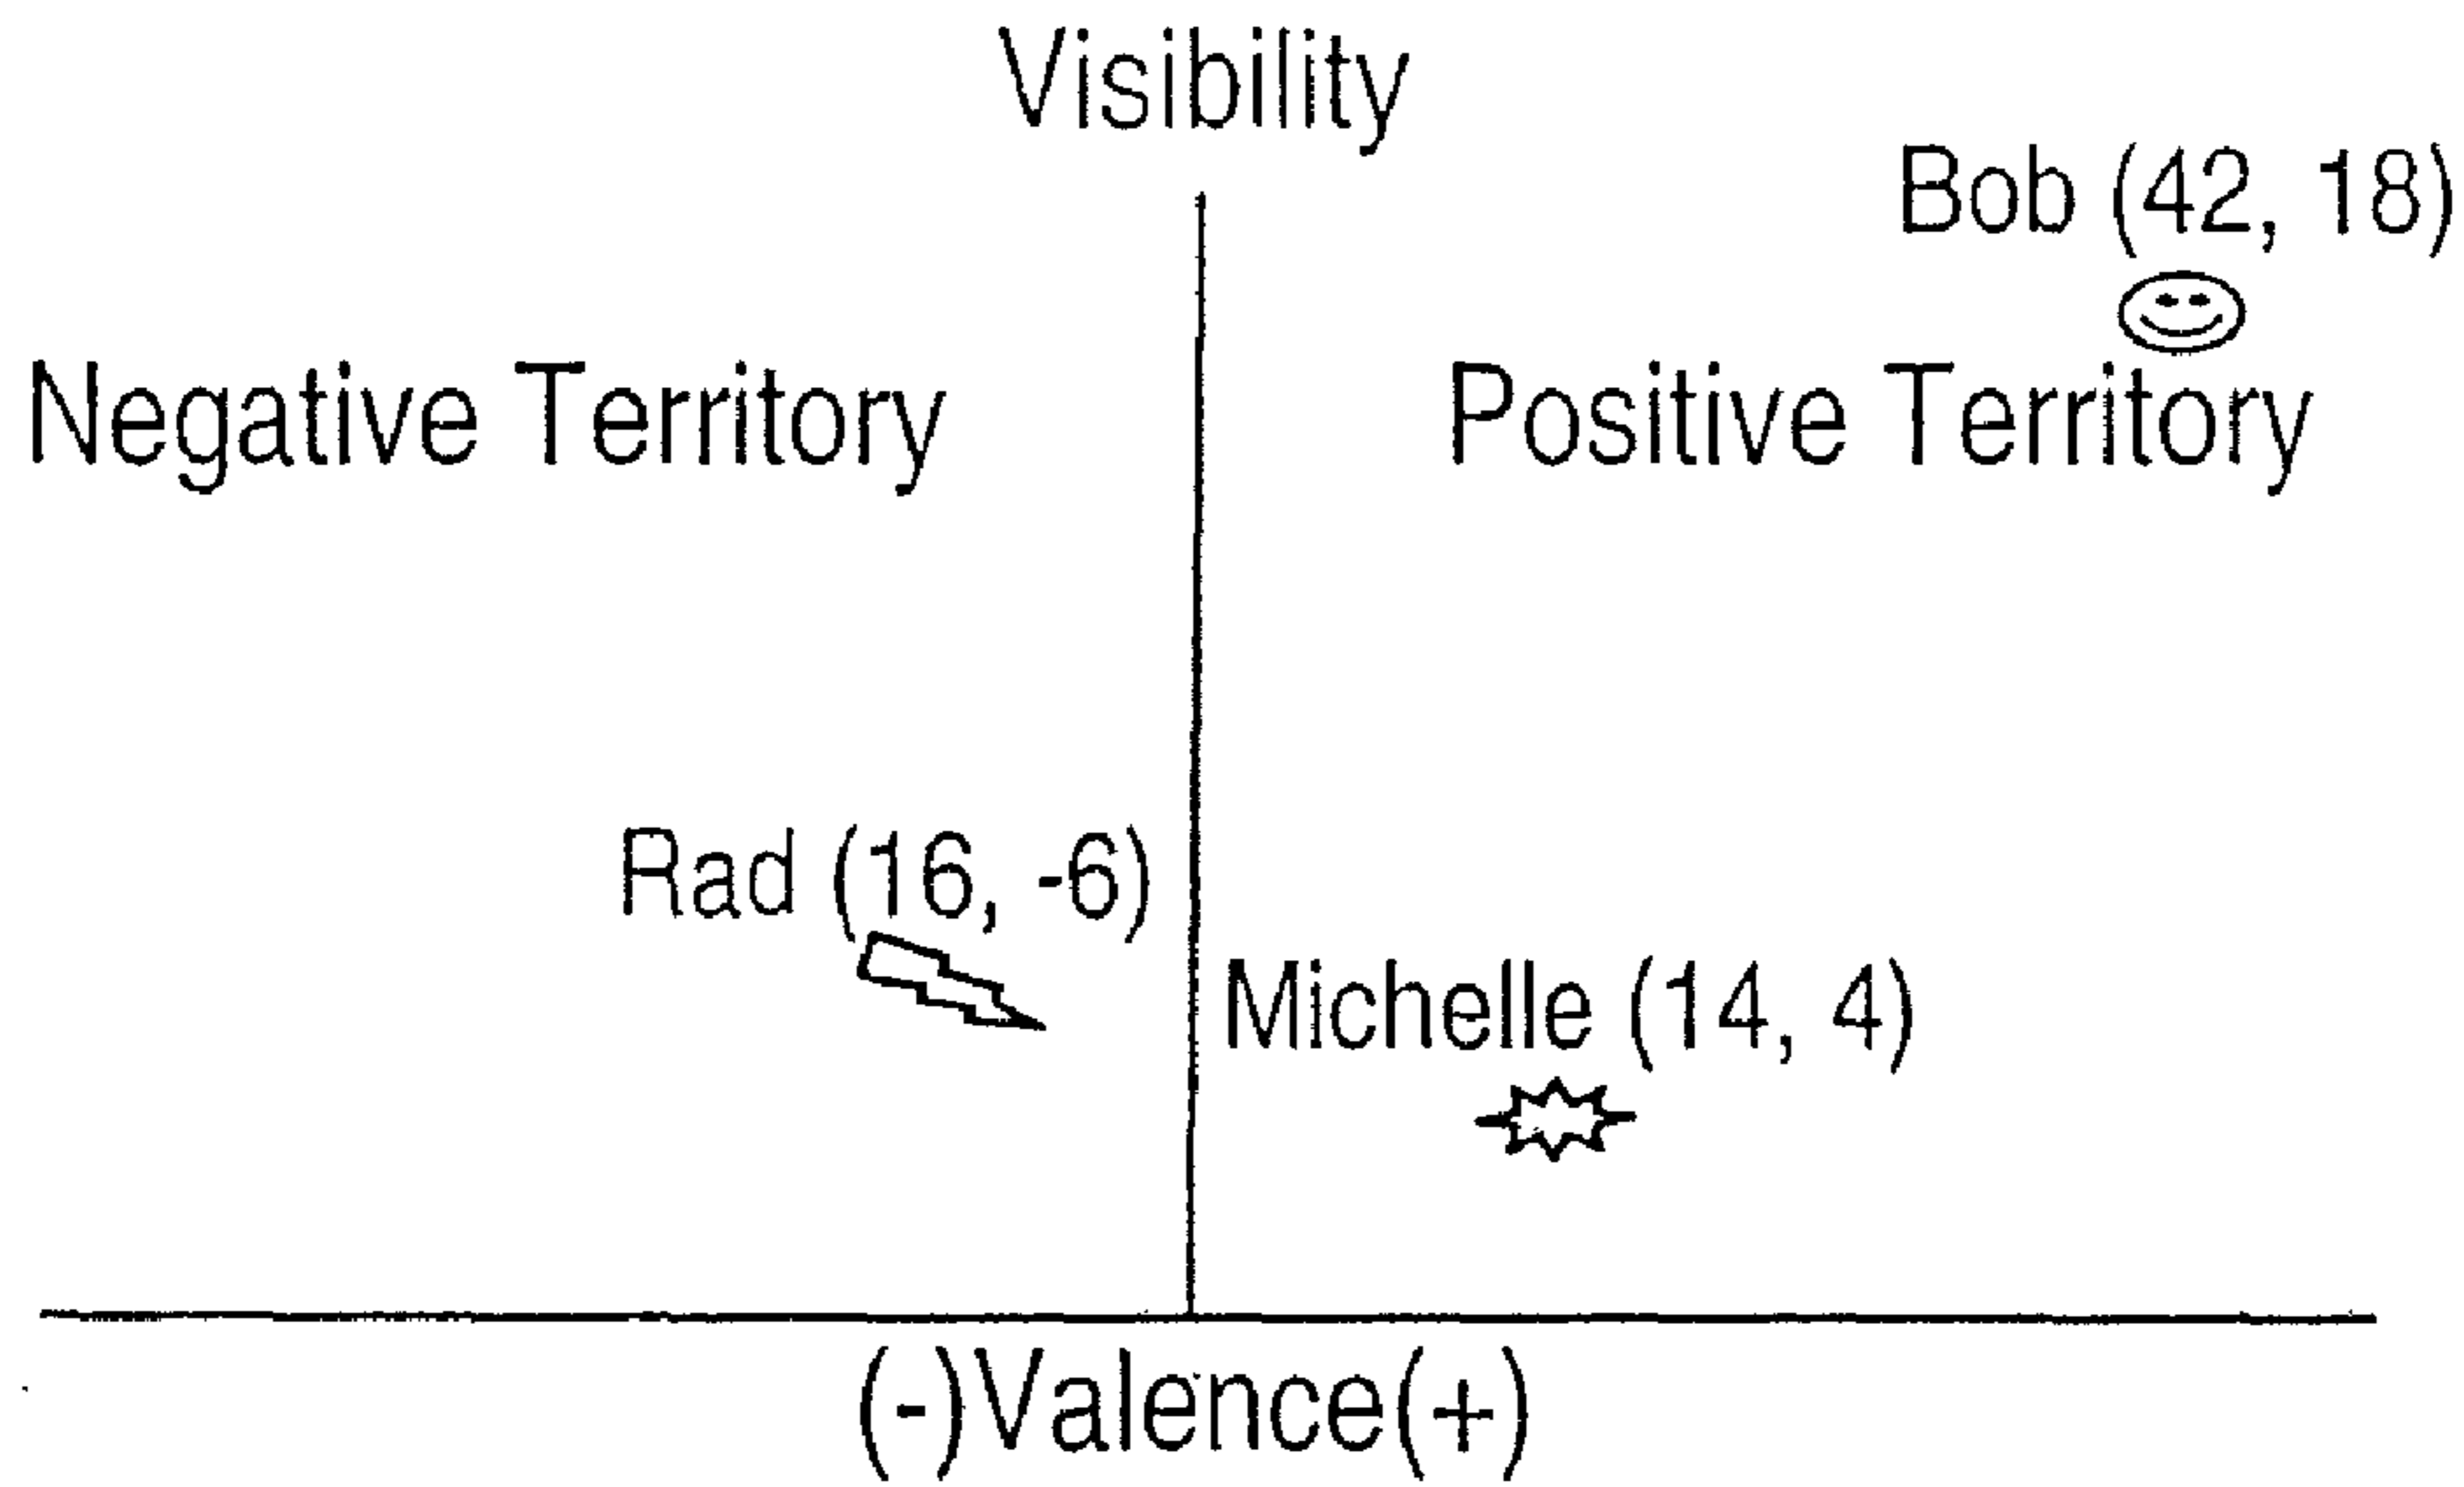 Visibility
Bob (42, 18)
Negative Territory
Positive Territory
Rad (16, -6)
Michelle (14, 4)
(-)Valence(+)